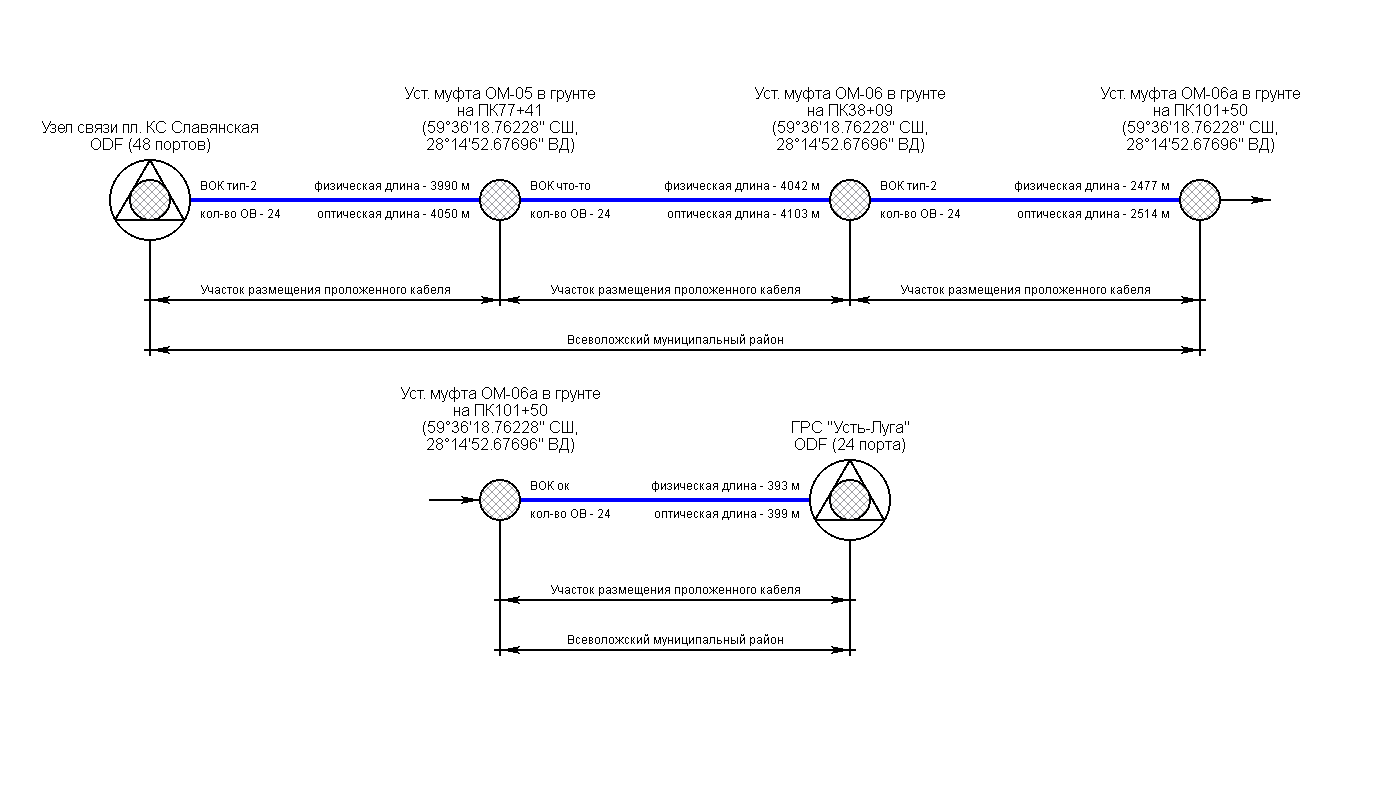 Уст. муфта ОМ-05 в грунте
на ПК77+41
(59°36'18.76228" СШ,
28°14'52.67696" ВД)
Уст. муфта ОМ-06 в грунте
на ПК38+09
(59°36'18.76228" СШ,
28°14'52.67696" ВД)
Уст. муфта ОМ-06а в грунте
на ПК101+50
(59°36'18.76228" СШ,
28°14'52.67696" ВД)
Узел связи пл. КС Славянская
ODF (48 портов)
ВОК тип-2
физическая длина - 3990 м
кол-во ОВ - 24
оптическая длина - 4050 м
ВОК что-то
физическая длина - 4042 м
кол-во ОВ - 24
оптическая длина - 4103 м
ВОК тип-2
физическая длина - 2477 м
кол-во ОВ - 24
оптическая длина - 2514 м
Участок размещения проложенного кабеля
Участок размещения проложенного кабеля
Участок размещения проложенного кабеля
Всеволожский муниципальный район
Уст. муфта ОМ-06а в грунте
на ПК101+50
(59°36'18.76228" СШ,
28°14'52.67696" ВД)
ГРС "Усть-Луга"
ODF (24 порта)
ВОК ок
физическая длина - 393 м
кол-во ОВ - 24
оптическая длина - 399 м
Участок размещения проложенного кабеля
Всеволожский муниципальный район